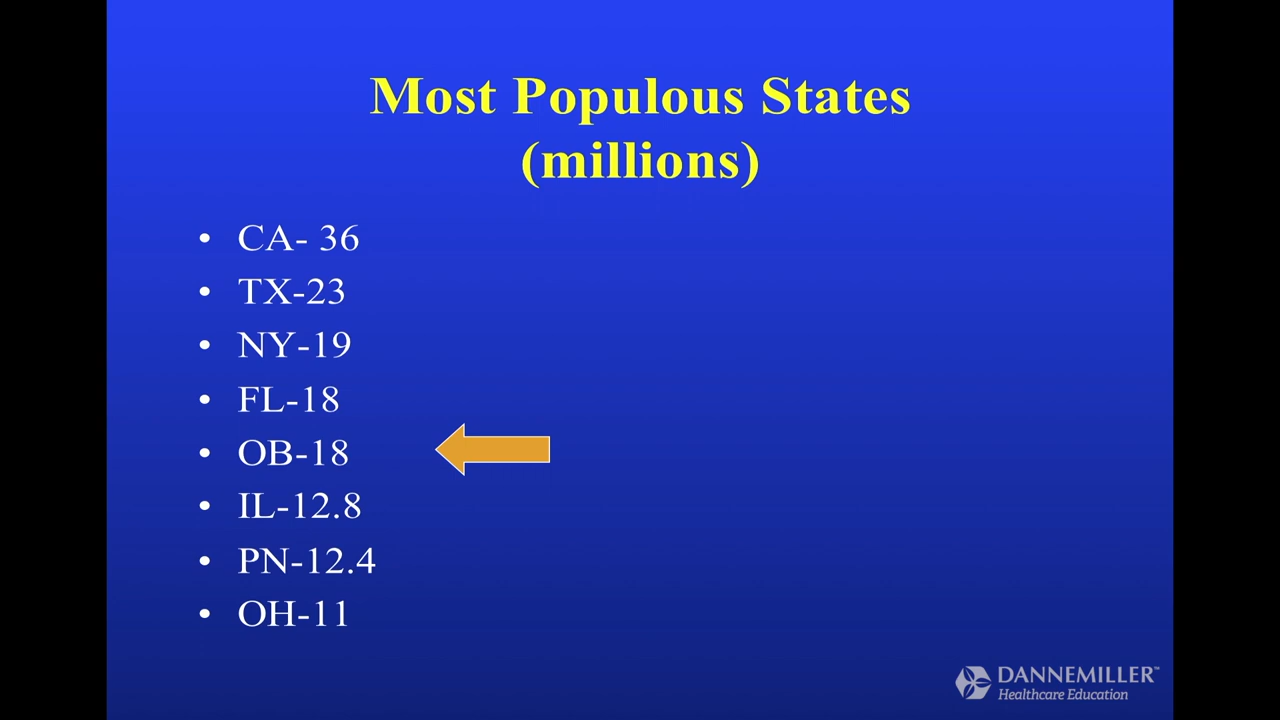 Most Populous States
(millions)
• CA- 36
• TX-23
• NY-19
• FL-18
• OB-18
• IL-12.8
• PN-12.4
• OH-11
DANNEMILLER™
Healthcare Education